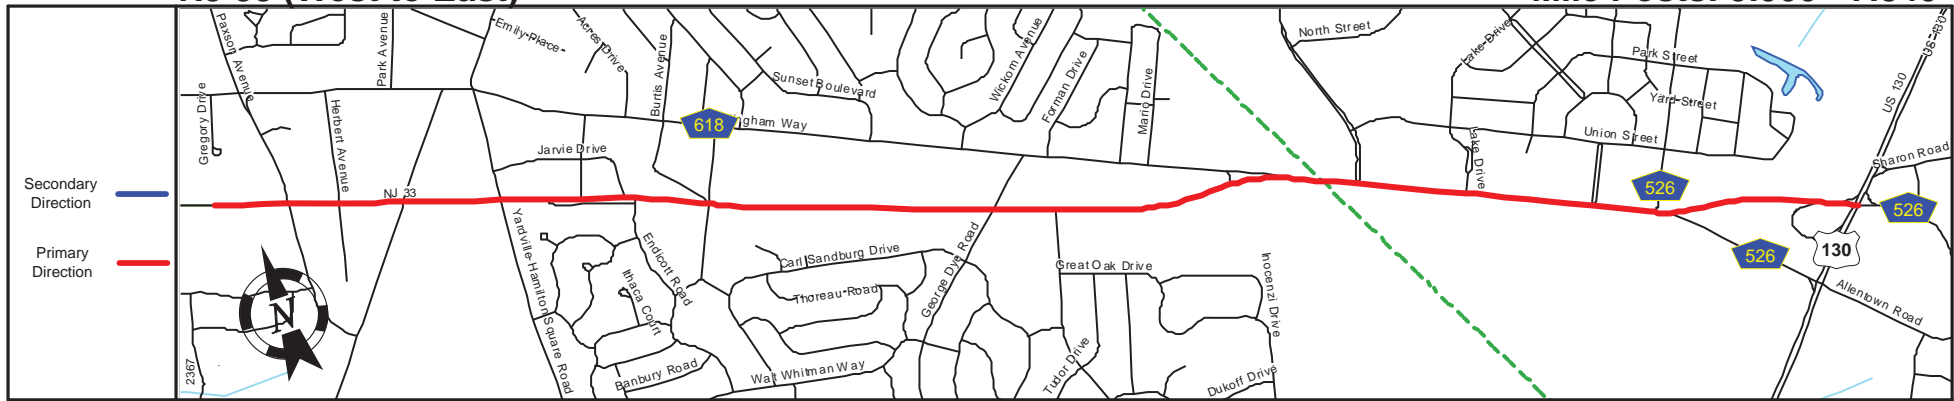 Secondary
Direction
Primary
Direction
N
2367
Gregory Drive
Paxson Avenue
Herbert Avenue
Park Avenue
NJ 33
Emily Place
Acres Drive
Burtis Avenue
Jarvie Drive
618
Sunset Boulevard
Wickom Avenue
Forman Drive
Mario Drive
Yardville-Hamilton Square Road
Endicott Road
Ithaca Court
Banbury Road
Carl Sandburg Drive
Thoreau Road
Walt Whitman Way
George Dye Road
Great Oak Drive
Tudor Drive
Inocenzi Drive
Dukoff Drive
North Street
Lake Drive
Park Street
Yard Street
Union Street
Lake Drive
526
526
526
130
US 130
US 130
Sharon Road
Allentown Road